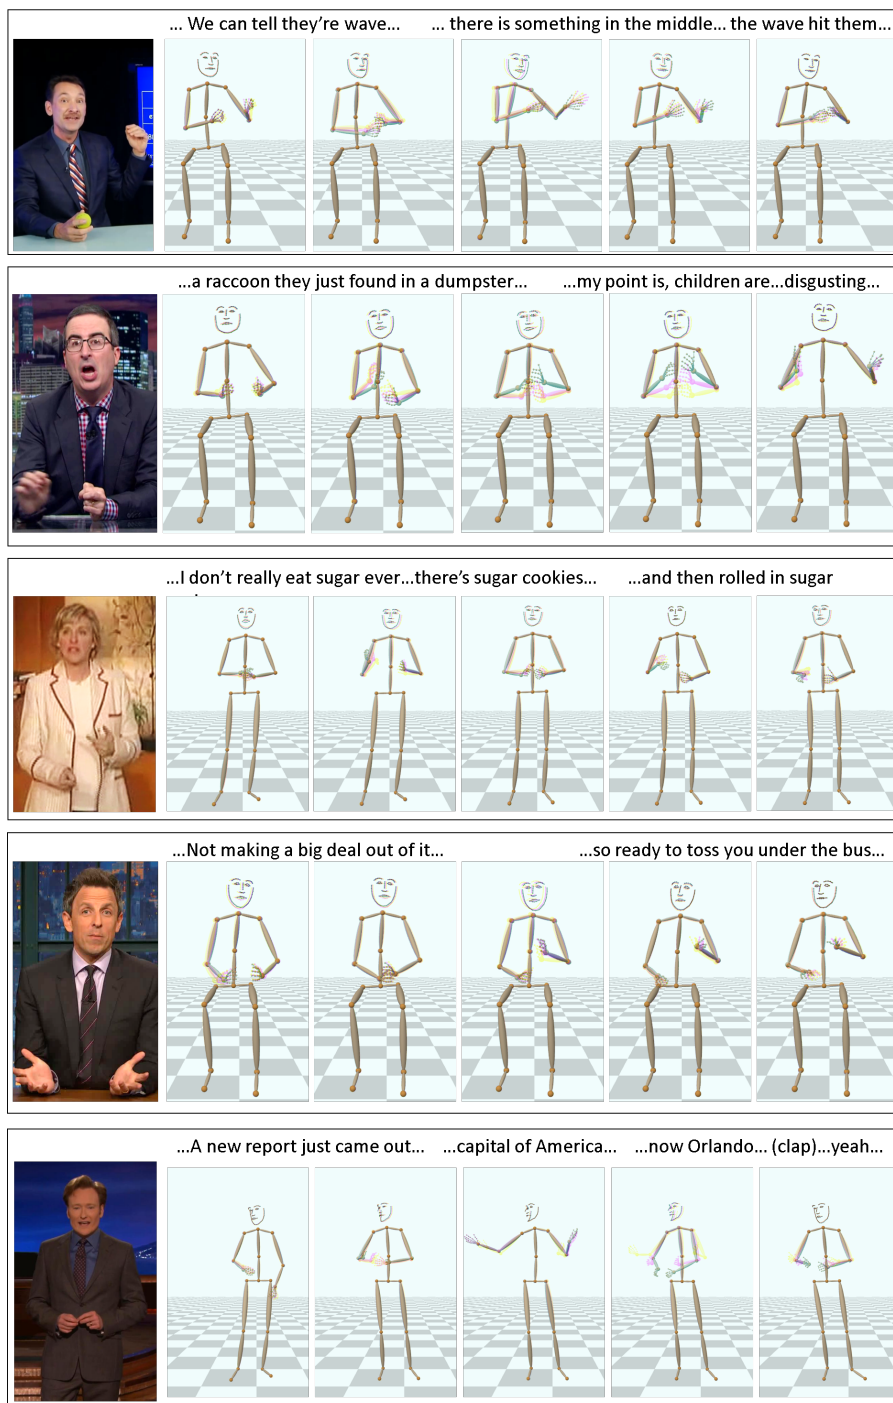 ... We can tell they're wave... ... there is something in the middle... the wave hit them...
...a raccoon they just found in a dumpster... ...my point is, children are...disgusting...
...I don't really eat sugar ever...there's sugar cookies... ...and then rolled in sugar
...Not making a big deal out of it... ...so ready to toss you under the bus...
...A new report just came out... ...capital of America... ...now Orlando... (clap)...yeah...